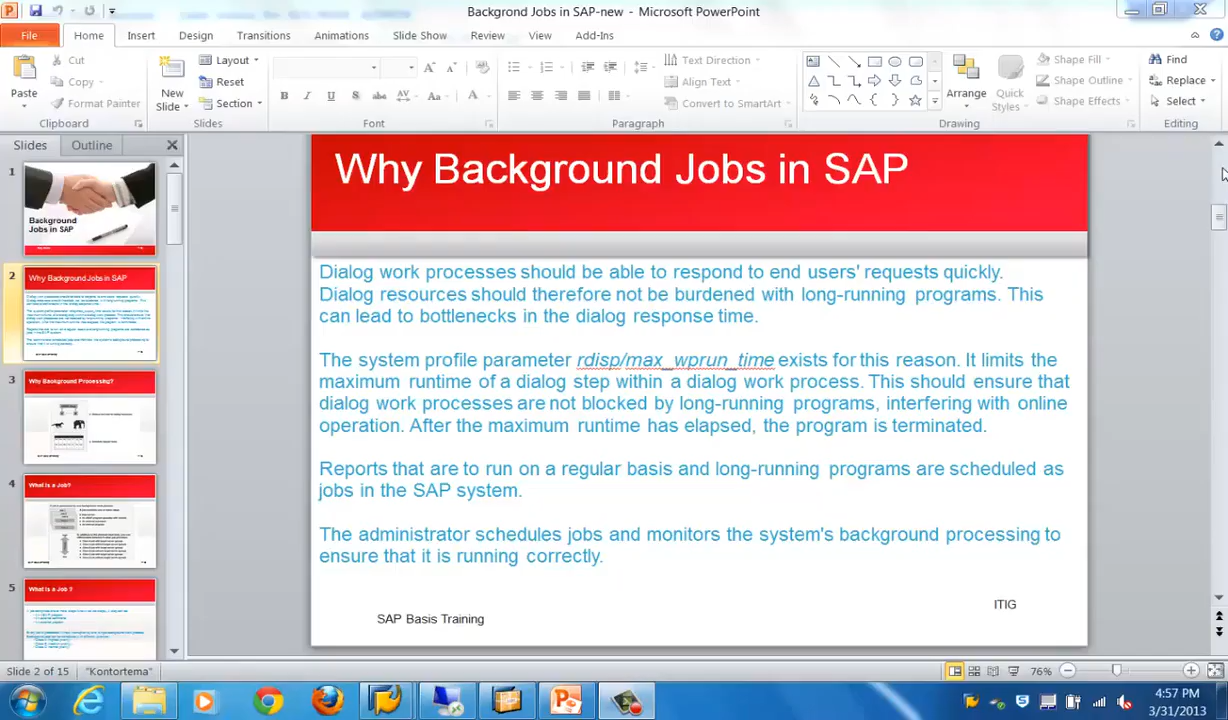 Backgrond Jobs in SAP-new - Microsoft PowerPoint
File Home Insert Design Transitions Animations Slide Show Review View Add-Ins
Paste
Cut
Copy
Format Painter
Clipboard
New
Slide
Layout
Reset
Section
Slides
Font
Text Direction
Align Text
Convert to SmartArt
Paragraph
Arrange
Quick
Styles
Shape Fill
Shape Outline
Shape Effects
Drawing
Find
Replace
Select
Editing
Slides Outline
1
Background
Jobs in SAP
2
Why Background Jobs in SAP
3
Why Background Processing?
4
What is a Job?
5
What is a Job ?
Why Background Jobs in SAP
Dialog work processes should be able to respond to end users' requests quickly.
Dialog resources should therefore not be burdened with long-running programs. This
can lead to bottlenecks in the dialog response time.
The system profile parameter rdisp/max_wprun_time exists for this reason. It limits the
maximum runtime of a dialog step within a dialog work process. This should ensure that
dialog work processes are not blocked by long-running programs, interfering with online
operation. After the maximum runtime has elapsed, the program is terminated.
Reports that are to run on a regular basis and long-running programs are scheduled as
jobs in the SAP system.
The administrator schedules jobs and monitors the system's background processing to
ensure that it is running correctly.
SAP Basis Training
ITIG
Slide 2 of 15 "Kontortema" 76%
4:57 PM
3/31/2013